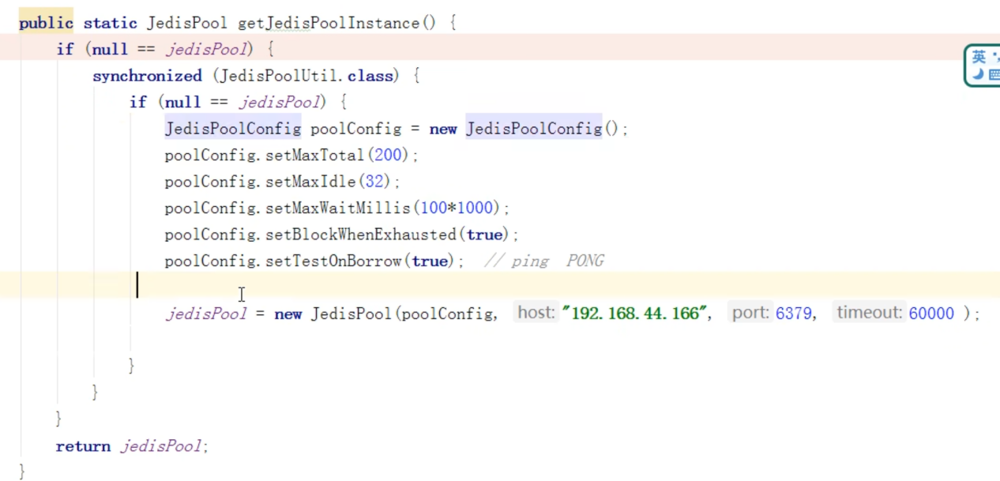 public static JedisPool getJedisPoolInstance() {
if (null == jedisPool) {
synchronized (JedisPoolUtil.class) {
if (null == jedisPool) {
JedisPoolConfig poolConfig = new JedisPoolConfig();
poolConfig.setMaxTotal(200);
poolConfig.setMaxIdle(32);
poolConfig.setMaxWaitMillis(100*1000);
poolConfig.setBlockWhenExhausted(true);
poolConfig.setTestOnBorrow(true);  // ping  PONG
jedisPool = new JedisPool(poolConfig, host: "192.168.44.166", port: 6379, timeout: 60000 );
}
}
}
return jedisPool;
}
英